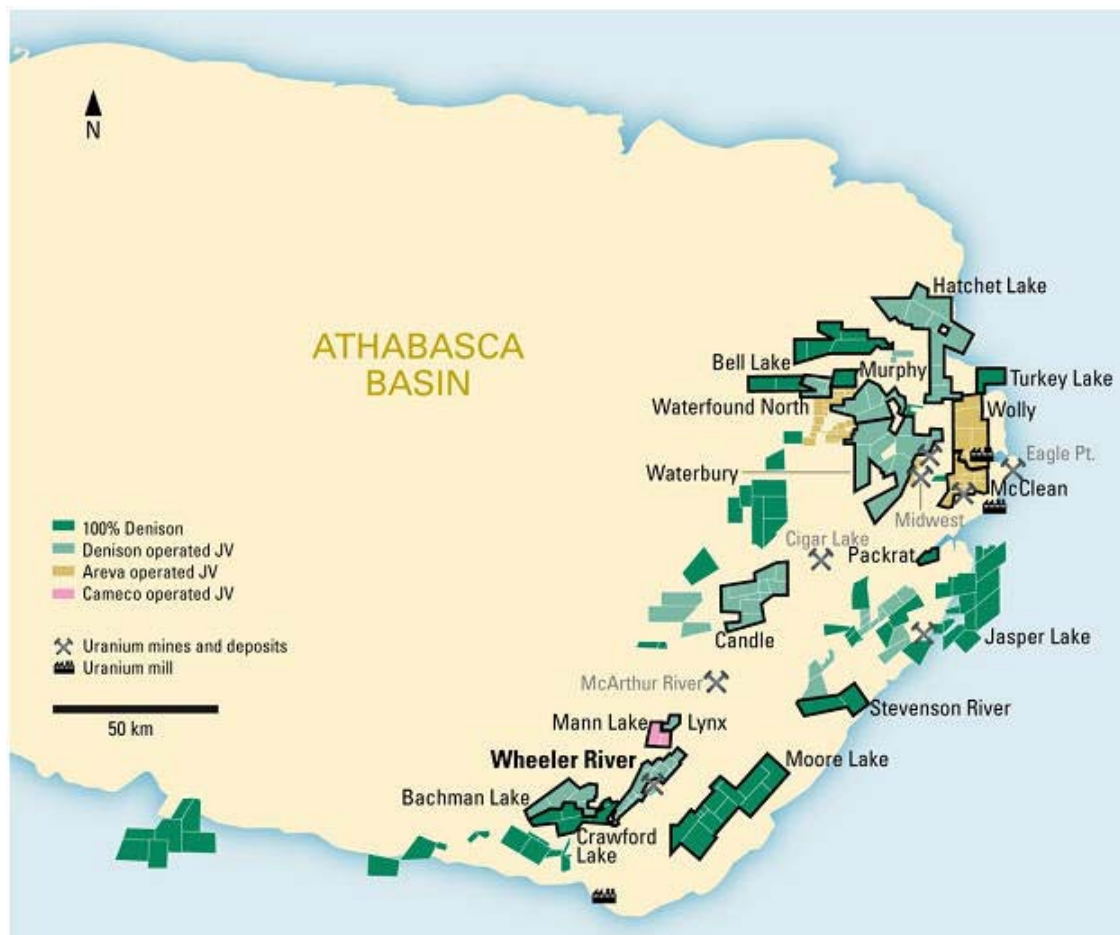 N
ATHABASCA
BASIN
Hatchet Lake
Bell Lake
Murphy
Turkey Lake
Waterfound North
Wolly
Eagle Pt.
Waterbury
McClean
Midwest
100% Denison
Denison operated JV
Areva operated JV
Cameco operated JV
Cigar Lake
Packrat
Uranium mines and deposits
Uranium mill
Candle
Jasper Lake
McArthur River
50 km
Stevenson River
Mann Lake
Lynx
Wheeler River
Moore Lake
Bachman Lake
Crawford
Lake